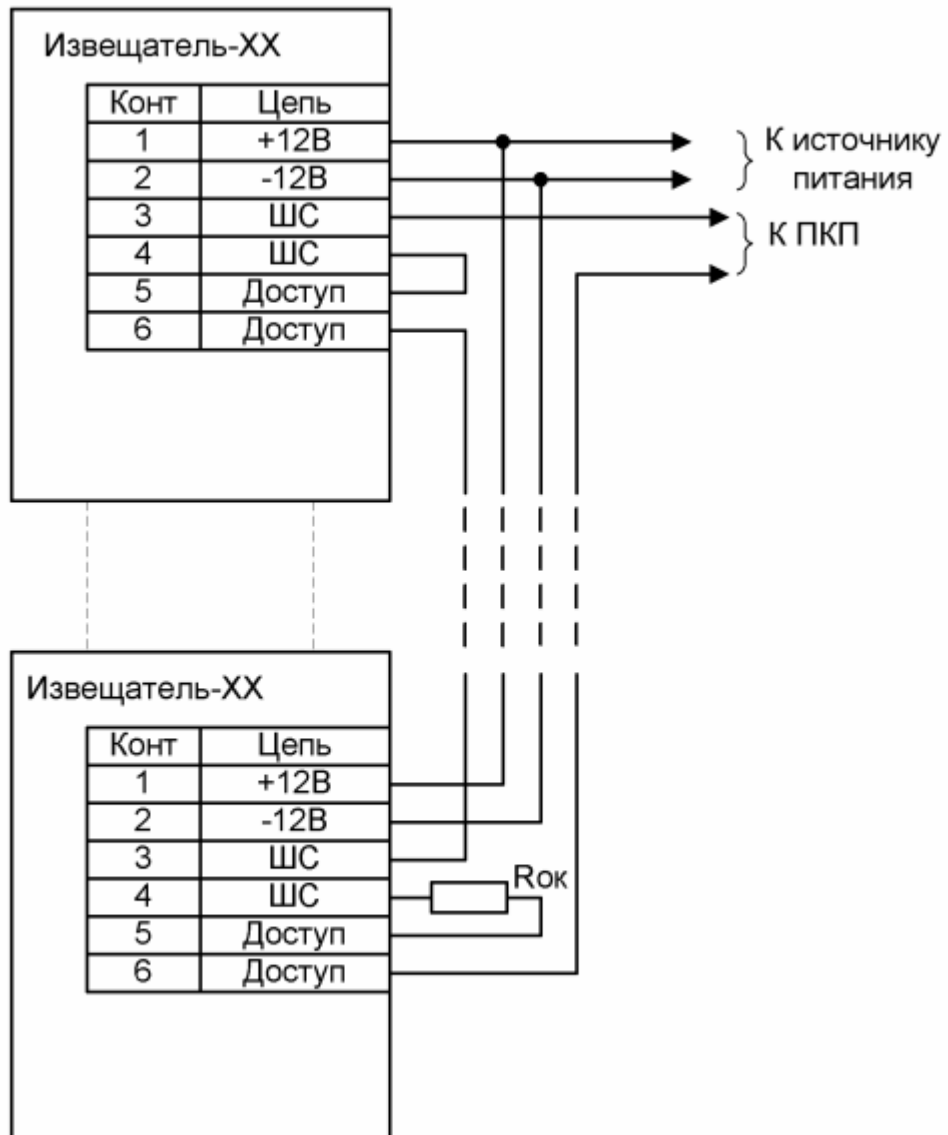 Извещатель-ХХ
Конт Цепь
1 +12В
2 -12В
3 ШС
4 ШС
5 Доступ
6 Доступ
К источнику
питания
К ПКП
Извещатель-ХХ
Конт Цепь
1 +12В
2 -12В
3 ШС
4 ШС
5 Доступ
6 Доступ
Rок